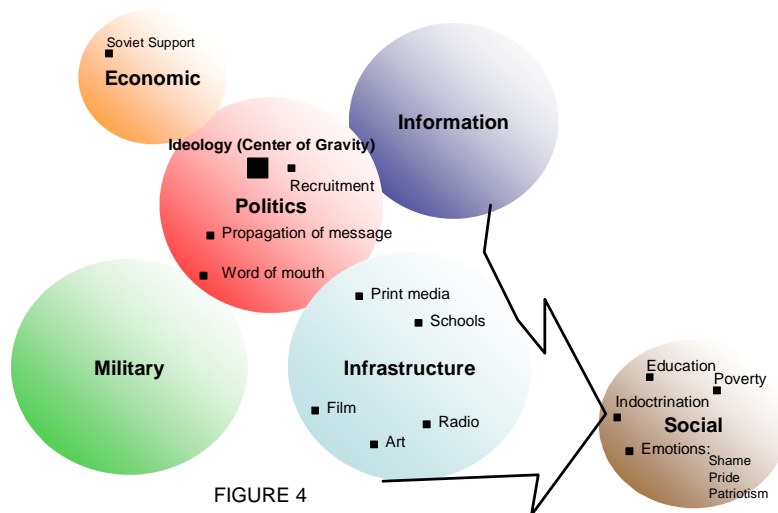 Soviet Support
Economic
Information
Ideology (Center of Gravity)
Recruitment
Politics
Propagation of message
Word of mouth
Print media
Schools
Military
Infrastructure
Film
Radio
Art
Education
Poverty
Indoctrination
Social
Emotions:
Shame
Pride
Patriotism
FIGURE 4